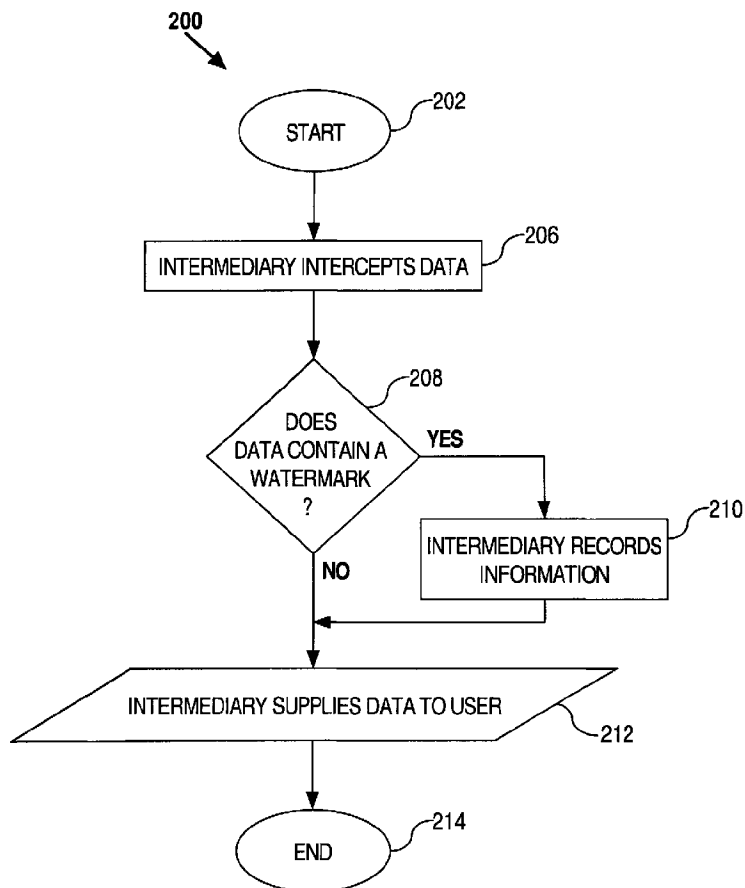 200
START
202
INTERMEDIARY INTERCEPTS DATA
206
DOES
DATA CONTAIN A
WATERMARK
?
208
YES
INTERMEDIARY RECORDS
INFORMATION
210
NO
INTERMEDIARY SUPPLIES DATA TO USER
212
END
214